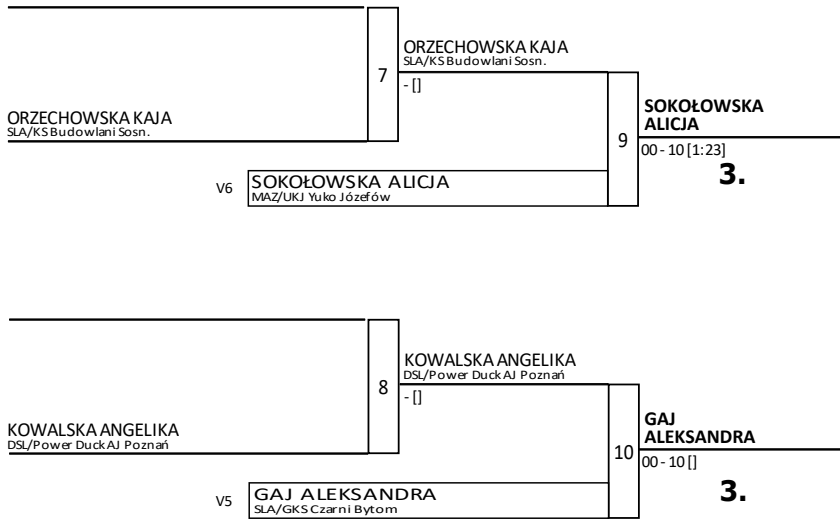 ORZECHOWSKA KAJA
SLA/KS Budowlani Sosn.
7
ORZECHOWSKA KAJA
SLA/KS Budowlani Sosn.
- []
V6
SOKOŁOWSKA ALICJA
MAZ/UKJ Yuko Józefów
9
SOKOŁOWSKA
ALICJA
00 - 10 [1:23]
3.
KOWALSKA ANGELIKA
DSL/Power Duck AJ Poznań
8
KOWALSKA ANGELIKA
DSL/Power Duck AJ Poznań
- []
V5
GAJ ALEKSANDRA
SLA/GKS Czarni Bytom
10
GAJ
ALEKSANDRA
00 - 10 []
3.